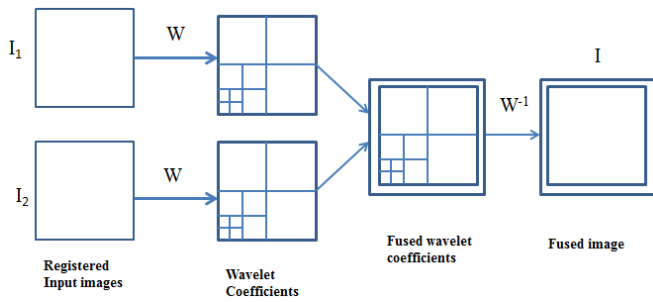 I1
W
I2
W
W-1
I
Registered
Input images
Wavelet
Coefficients
Fused wavelet
coefficients
Fused image